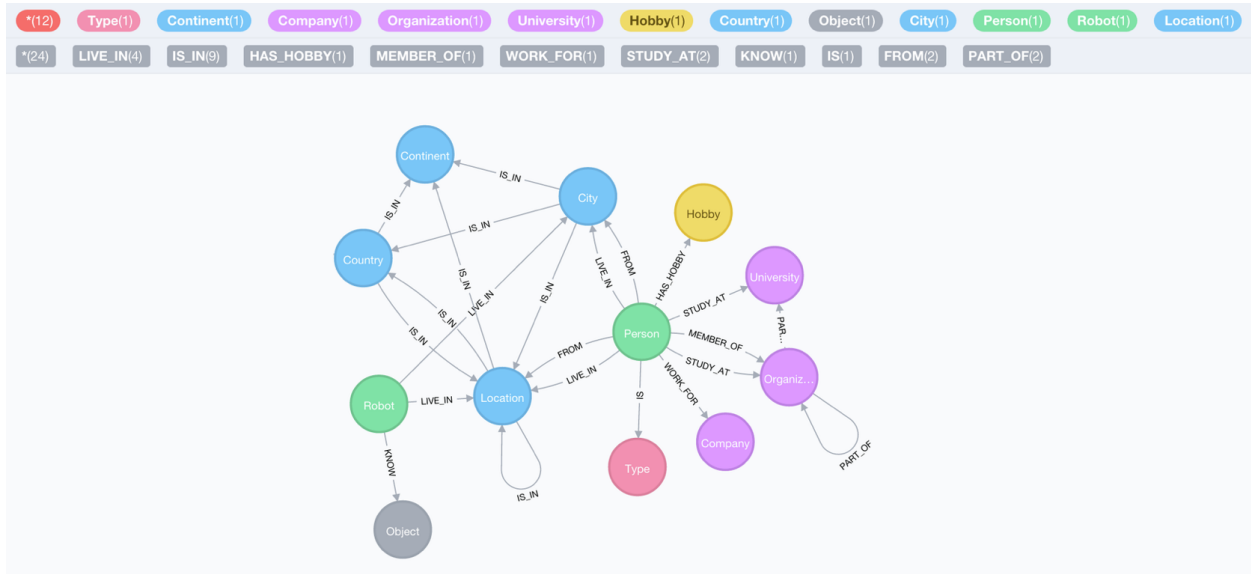 *(12) Type(1) Continent(1) Company(1) Organization(1) University(1) Hobby(1) Country(1) Object(1) City(1) Person(1) Robot(1) Location(1)
*(24) LIVE_IN(4) IS_IN(9) HAS_HOBBY(1) MEMBER_OF(1) WORK_FOR(1) STUDY_AT(2) KNOW(1) IS(1) FROM(2) PART_OF(2)
Continent
IS_IN
City
IS_IN
Hobby
IS_IN
Country
FROM
LIVE_IN
HAS_HOBBY
University
IS_IN
IS_IN
LIVE_IN
STUDY_AT
IS_IN
IS_IN
Person
PAR...
MEMBER_OF
FROM
STUDY_AT
LIVE_IN
WORK_FOR
Organiz...
IS
Robot
LIVE_IN
Location
Company
PART_OF
KNOW
Type
IS_IN
Object